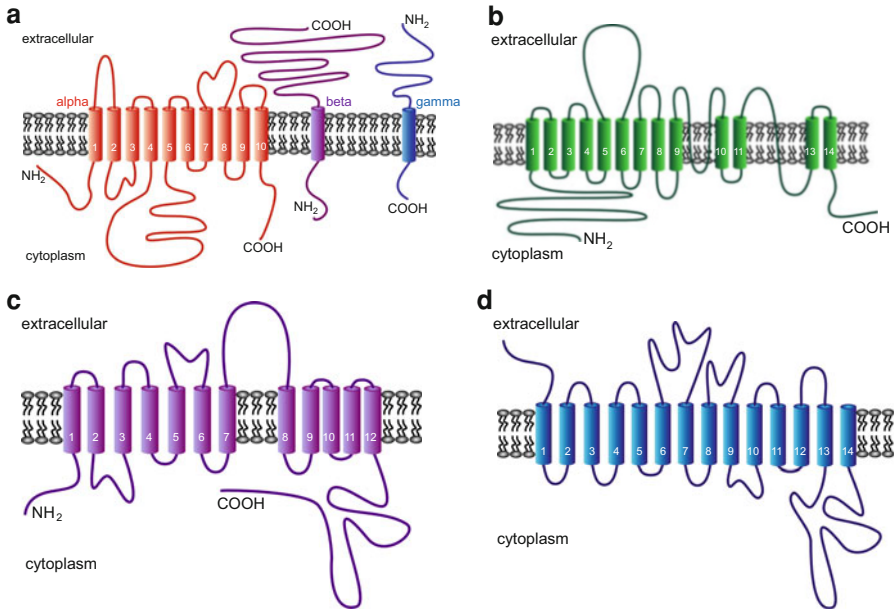 a
extracellular
COOH
NH2
alpha
beta
gamma
1 2 3 4 5 6 7 8 9 10
NH2
NH2
COOH
COOH
cytoplasm
b
extracellular
1 2 3 4 5 6 7 8 9 10 11 13 14
NH2
COOH
cytoplasm
c
extracellular
1 2 3 4 5 6 7 8 9 10 11 12
NH2
COOH
cytoplasm
d
extracellular
1 2 3 4 5 6 7 8 9 10 11 12 13 14
cytoplasm